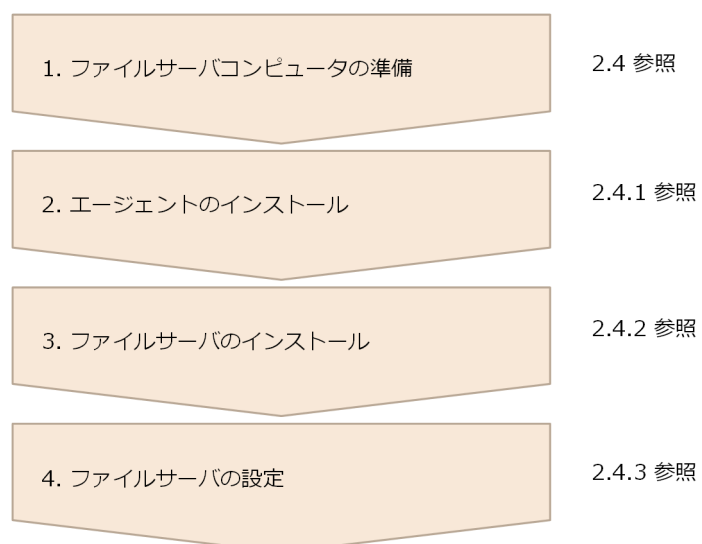 1. ファイルサーバコンピュータの準備
2.4 参照
2. エージェントのインストール
2.4.1 参照
3. ファイルサーバのインストール
2.4.2 参照
4. ファイルサーバの設定
2.4.3 参照